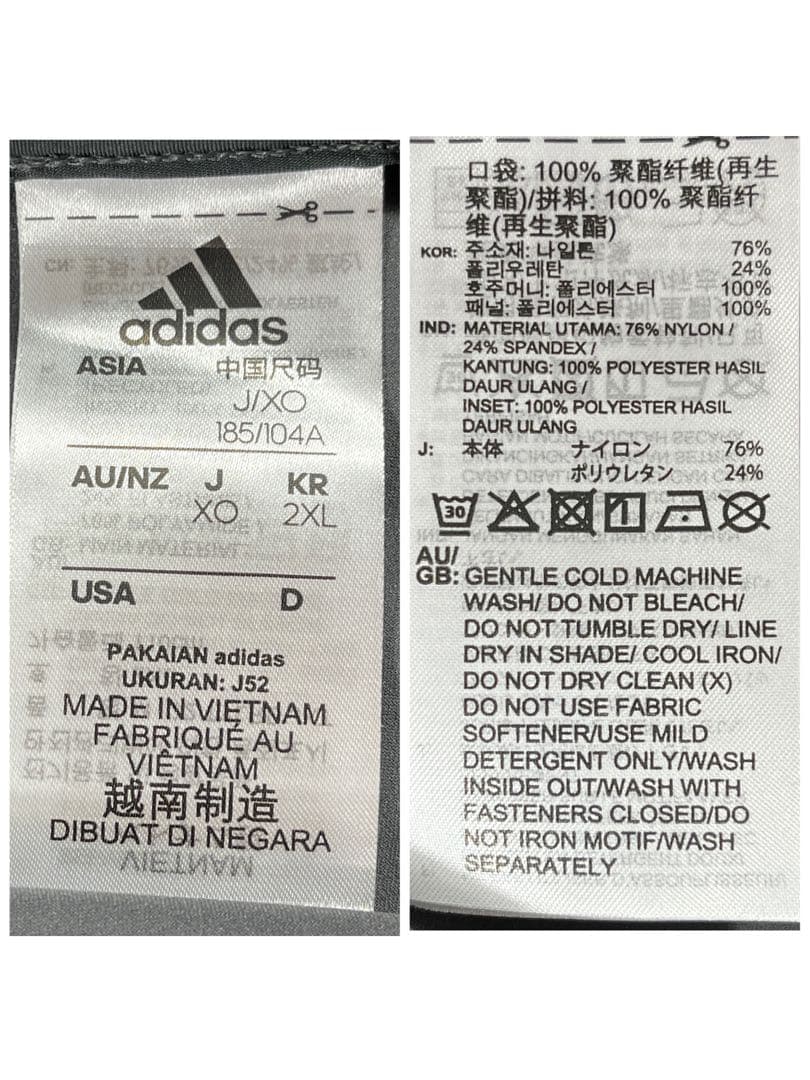 adidas
ASIA 中国尺码
J/XO
185/104A
AU/NZ J KR
XO 2XL
USA D
PAKAIAN adidas
UKURAN: J52
MADE IN VIETNAM
FABRIQUÉ AU
VIÊTNAM
越南制造
DIBUAT DI NEGARA
VIETNAM
口袋: 100% 聚酯纤维(再生
聚酯)/拼料: 100% 聚酯纤
维(再生聚酯)
KOR: 주소재: 나일론 76%
폴리우레탄 24%
호주머니: 폴리에스터 100%
패널: 폴리에스터 100%
IND: MATERIAL UTAMA: 76% NYLON /
24% SPANDEX /
KANTUNG: 100% POLYESTER HASIL
DAUR ULANG /
INSET: 100% POLYESTER HASIL
DAUR ULANG
J: 本体 ナイロン 76%
ポリウレタン 24%
30
AU/
GB: GENTLE COLD MACHINE
WASH/ DO NOT BLEACH/
DO NOT TUMBLE DRY/ LINE
DRY IN SHADE/ COOL IRON/
DO NOT DRY CLEAN (X)
DO NOT USE FABRIC
SOFTENER/USE MILD
DETERGENT ONLY/WASH
INSIDE OUT/WASH WITH
FASTENERS CLOSED/DO
NOT IRON MOTIF/WASH
SEPARATELY